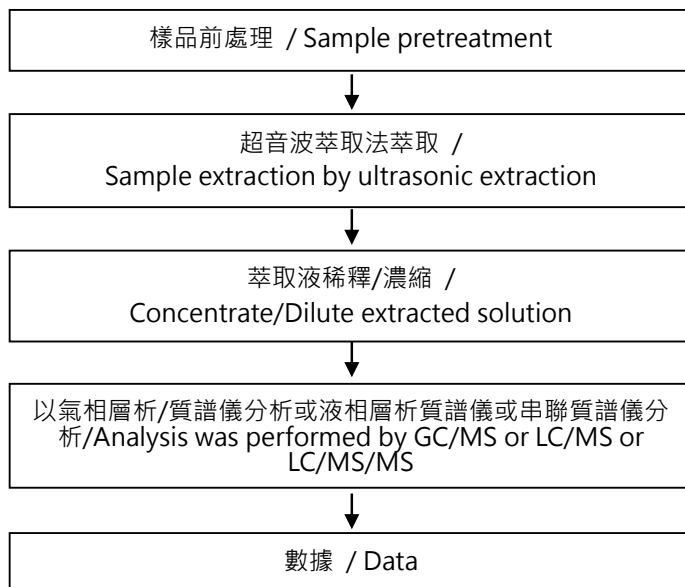 樣品前處理 / Sample pretreatment
超音波萃取法萃取 /
Sample extraction by ultrasonic extraction
萃取液稀釋/濃縮 /
Concentrate/Dilute extracted solution
以氣相層析/質譜儀分析或液相層析質譜儀或串聯質譜儀分
析/Analysis was performed by GC/MS or LC/MS or
LC/MS/MS
數據 / Data